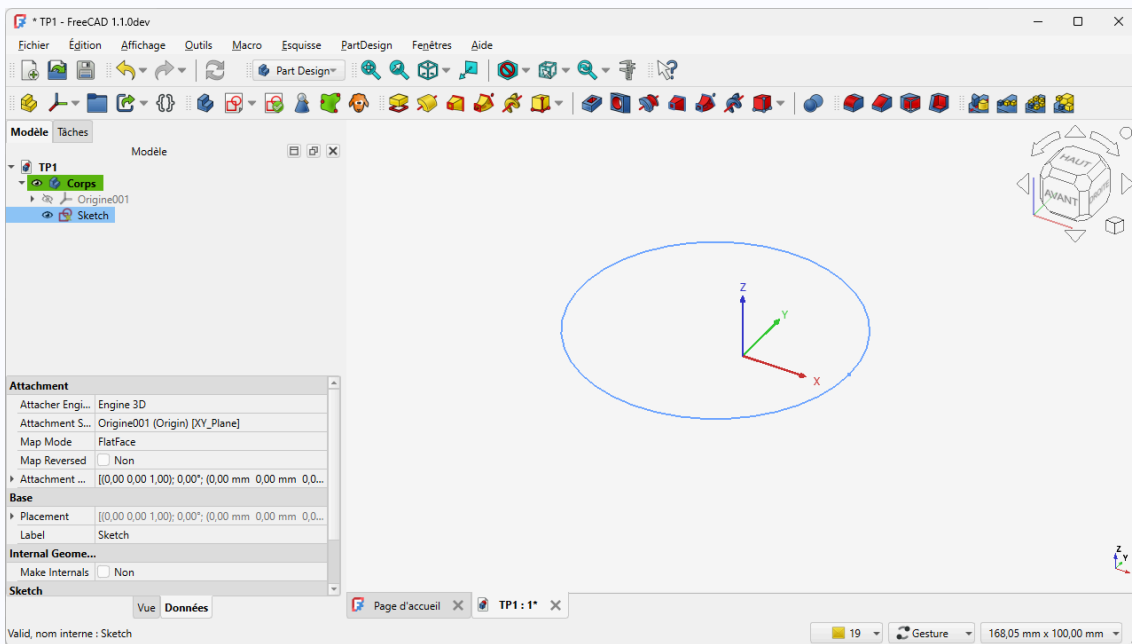 * TP1 - FreeCAD 1.1.0dev
Fichier Édition Affichage Outils Macro Esquisse PartDesign Fenêtres Aide
Part Design
Modèle Tâches
Modèle
TP1
Corps
Origine001
Sketch
HAUT
AVANT
DROITE
Z
Y
X
Attachment
Attacher Engi... Engine 3D
Attachment S... Origine001 (Origin) [XY_Plane]
Map Mode FlatFace
Map Reversed Non
Attachment ... [(0,00 0,00 1,00); 0,00°; (0,00 mm 0,00 mm 0,0...
Base
Placement [(0,00 0,00 1,00); 0,00°; (0,00 mm 0,00 mm 0,0...
Label Sketch
Internal Geome...
Make Internals Non
Sketch
Z
Y
Vue Données
Page d'accueil TP1 : 1*
Valid, nom interne : Sketch
19 Gesture 168,05 mm x 100,00 mm